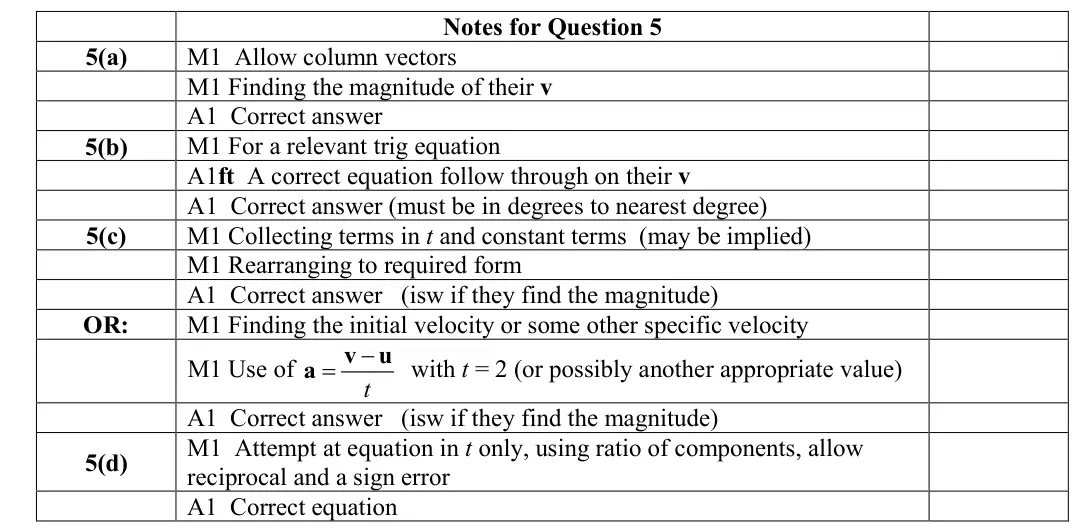 Notes for Question 5
5(a) M1 Allow column vectors
M1 Finding the magnitude of their v
A1 Correct answer
5(b) M1 For a relevant trig equation
A1ft A correct equation follow through on their v
A1 Correct answer (must be in degrees to nearest degree)
5(c) M1 Collecting terms in t and constant terms (may be implied)
M1 Rearranging to required form
A1 Correct answer (isw if they find the magnitude)
OR: M1 Finding the initial velocity or some other specific velocity
M1 Use of a = (v − u)/t with t = 2 (or possibly another appropriate value)
A1 Correct answer (isw if they find the magnitude)
5(d) M1 Attempt at equation in t only, using ratio of components, allow
reciprocal and a sign error
A1 Correct equation